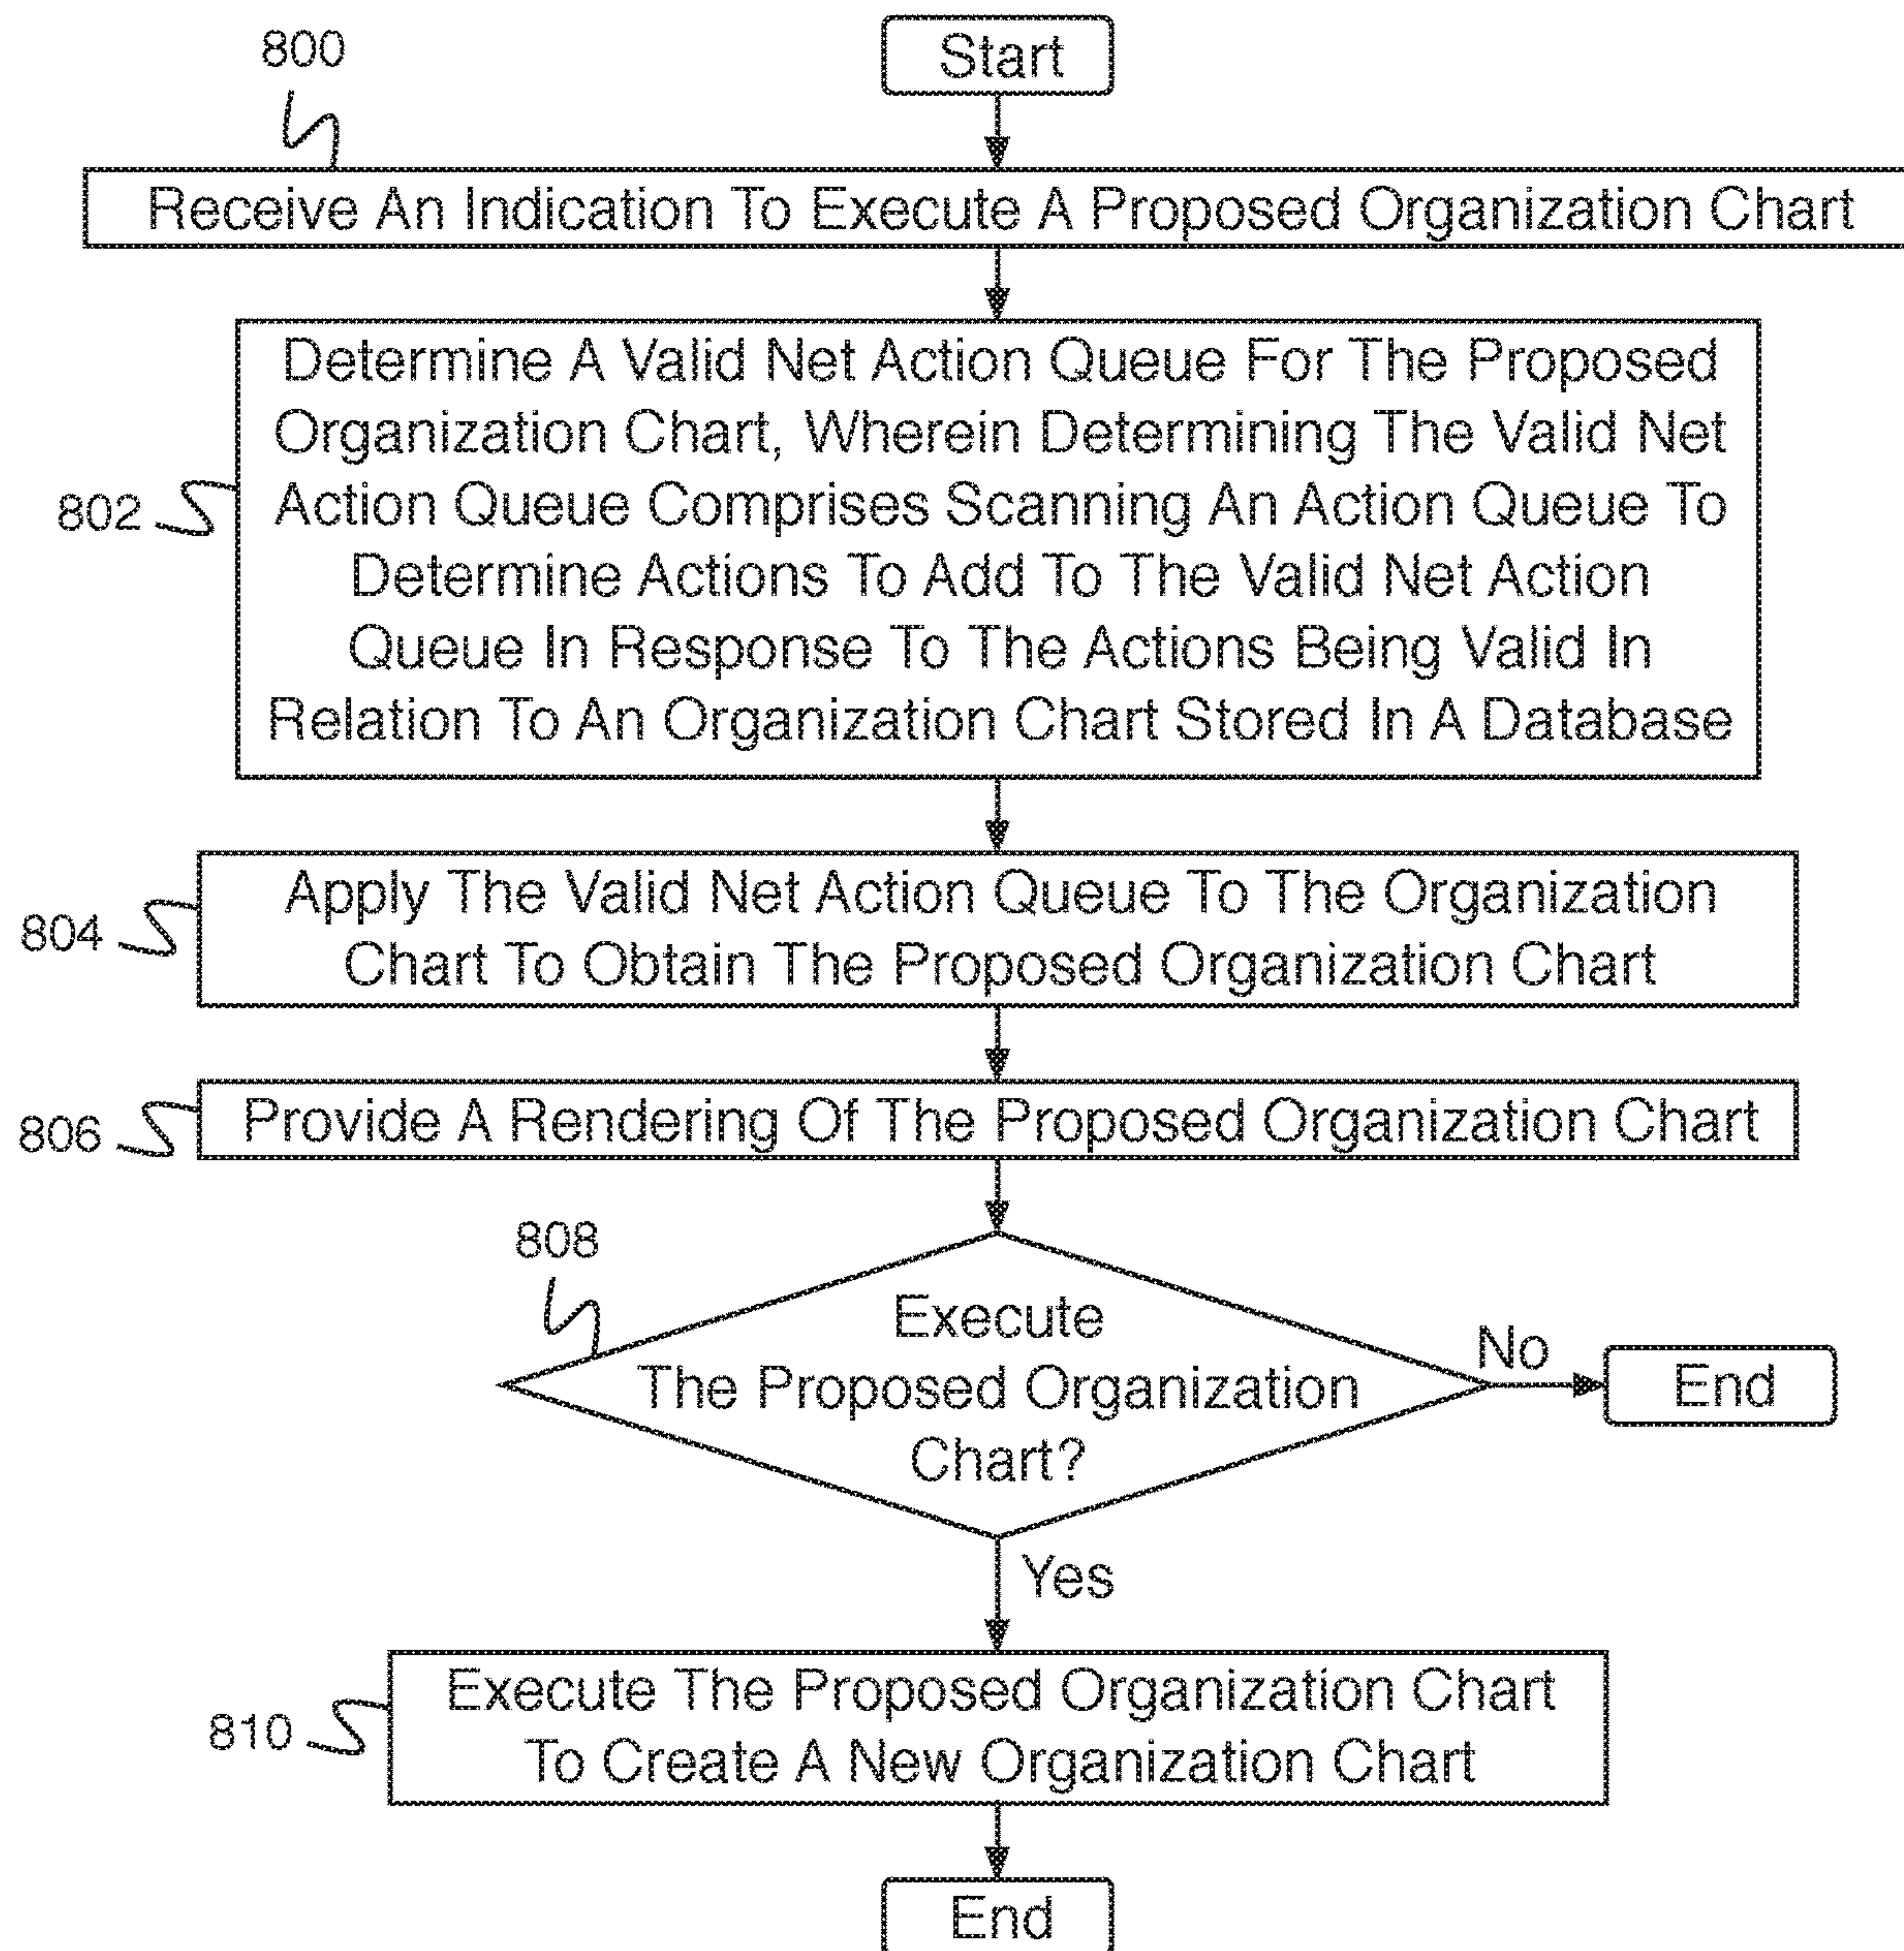 800
Start
Receive An Indication To Execute A Proposed Organization Chart
802
Determine A Valid Net Action Queue For The Proposed
Organization Chart, Wherein Determining The Valid Net
Action Queue Comprises Scanning An Action Queue To
Determine Actions To Add To The Valid Net Action
Queue In Response To The Actions Being Valid In
Relation To An Organization Chart Stored In A Database
804
Apply The Valid Net Action Queue To The Organization
Chart To Obtain The Proposed Organization Chart
806
Provide A Rendering Of The Proposed Organization Chart
808
Execute
The Proposed Organization
Chart?
No
End
Yes
810
Execute The Proposed Organization Chart
To Create A New Organization Chart
End